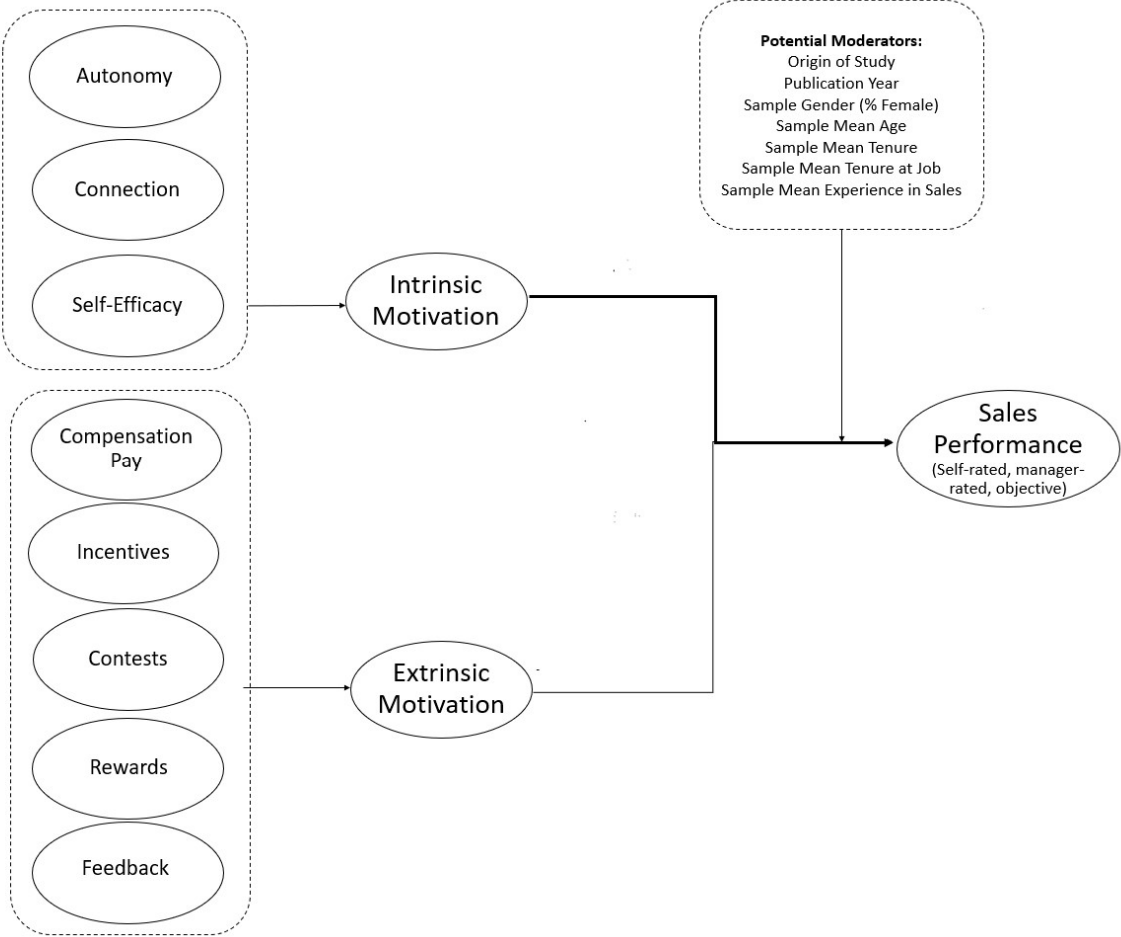 Autonomy
Connection
Self-Efficacy
Compensation
Pay
Incentives
Contests
Rewards
Feedback
Intrinsic
Motivation
Extrinsic
Motivation
Potential Moderators:
Origin of Study
Publication Year
Sample Gender (% Female)
Sample Mean Age
Sample Mean Tenure
Sample Mean Tenure at Job
Sample Mean Experience in Sales
Sales
Performance
(Self-rated, manager-
rated, objective)